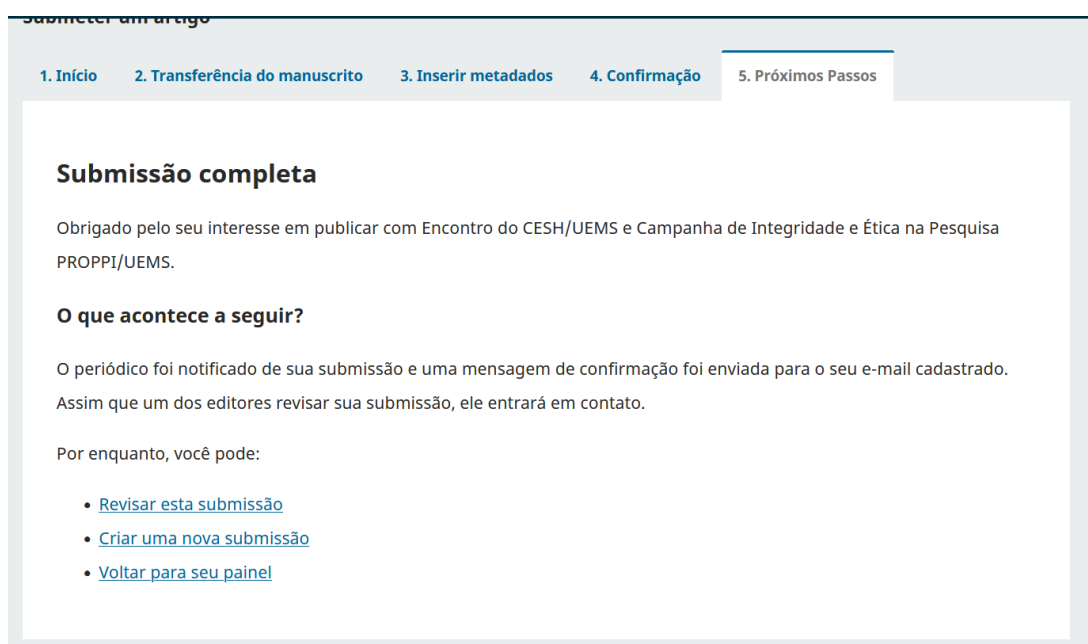 Submeter um artigo
1. Início 2. Transferência do manuscrito 3. Inserir metadados 4. Confirmação 5. Próximos Passos
Submissão completa
Obrigado pelo seu interesse em publicar com Encontro do CESH/UEMS e Campanha de Integridade e Ética na Pesquisa
PROPPI/UEMS.
O que acontece a seguir?
O periódico foi notificado de sua submissão e uma mensagem de confirmação foi enviada para o seu e-mail cadastrado.
Assim que um dos editores revisar sua submissão, ele entrará em contato.
Por enquanto, você pode:
• Revisar esta submissão
• Criar uma nova submissão
• Voltar para seu painel